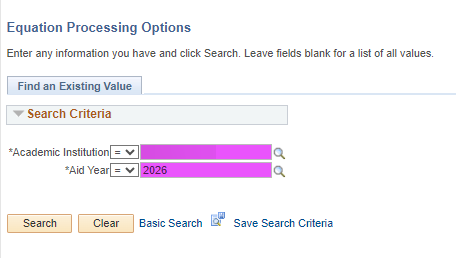 Equation Processing Options
Enter any information you have and click Search. Leave fields blank for a list of all values.
Find an Existing Value
Search Criteria
*Academic Institution =
*Aid Year = 2026
Search Clear Basic Search Save Search Criteria